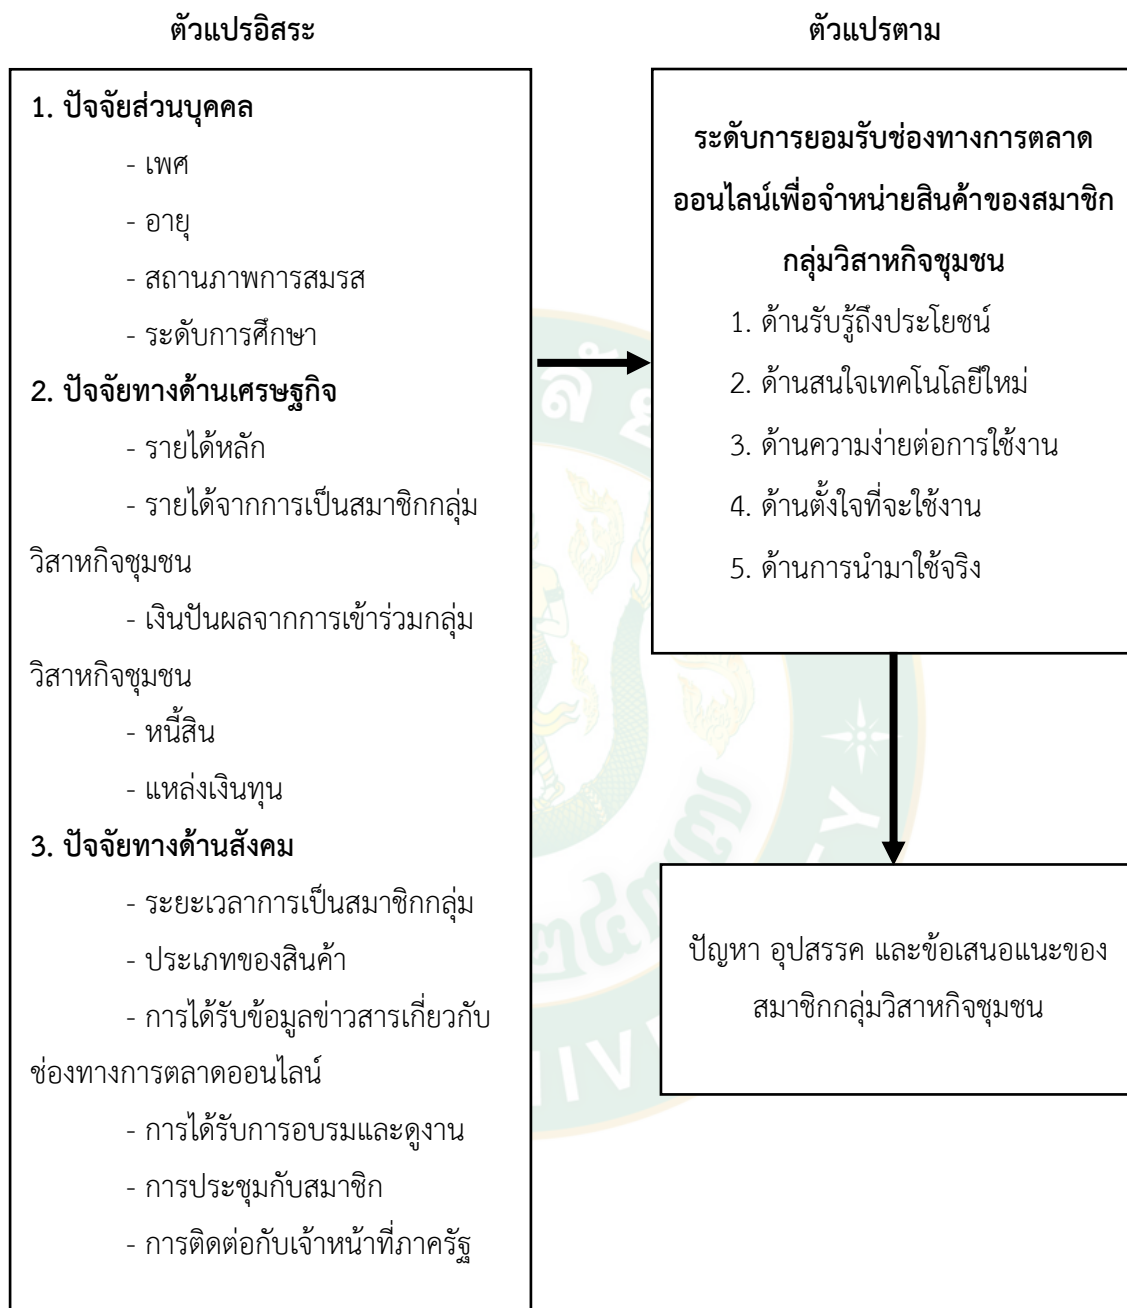 ตัวแปรอิสระ
1. ปัจจัยส่วนบุคคล
- เพศ
- อายุ
- สถานภาพการสมรส
- ระดับการศึกษา
2. ปัจจัยทางด้านเศรษฐกิจ
- รายได้หลัก
- รายได้จากการเป็นสมาชิกกลุ่ม
วิสาหกิจชุมชน
- เงินปันผลจากการเข้าร่วมกลุ่ม
วิสาหกิจชุมชน
- หนี้สิน
- แหล่งเงินทุน
3. ปัจจัยทางด้านสังคม
- ระยะเวลาการเป็นสมาชิกกลุ่ม
- ประเภทของสินค้า
- การได้รับข้อมูลข่าวสารเกี่ยวกับ
ช่องทางการตลาดออนไลน์
- การได้รับการอบรมและดูงาน
- การประชุมกับสมาชิก
- การติดต่อกับเจ้าหน้าที่ภาครัฐ
ตัวแปรตาม
ระดับการยอมรับช่องทางการตลาด
ออนไลน์เพื่อจำหน่ายสินค้าของสมาชิก
กลุ่มวิสาหกิจชุมชน
1. ด้านรับรู้ถึงประโยชน์
2. ด้านสนใจเทคโนโลยีใหม่
3. ด้านความง่ายต่อการใช้งาน
4. ด้านตั้งใจที่จะใช้งาน
5. ด้านการนำมาใช้จริง
ปัญหา อุปสรรค และข้อเสนอแนะของ
สมาชิกกลุ่มวิสาหกิจชุมชน